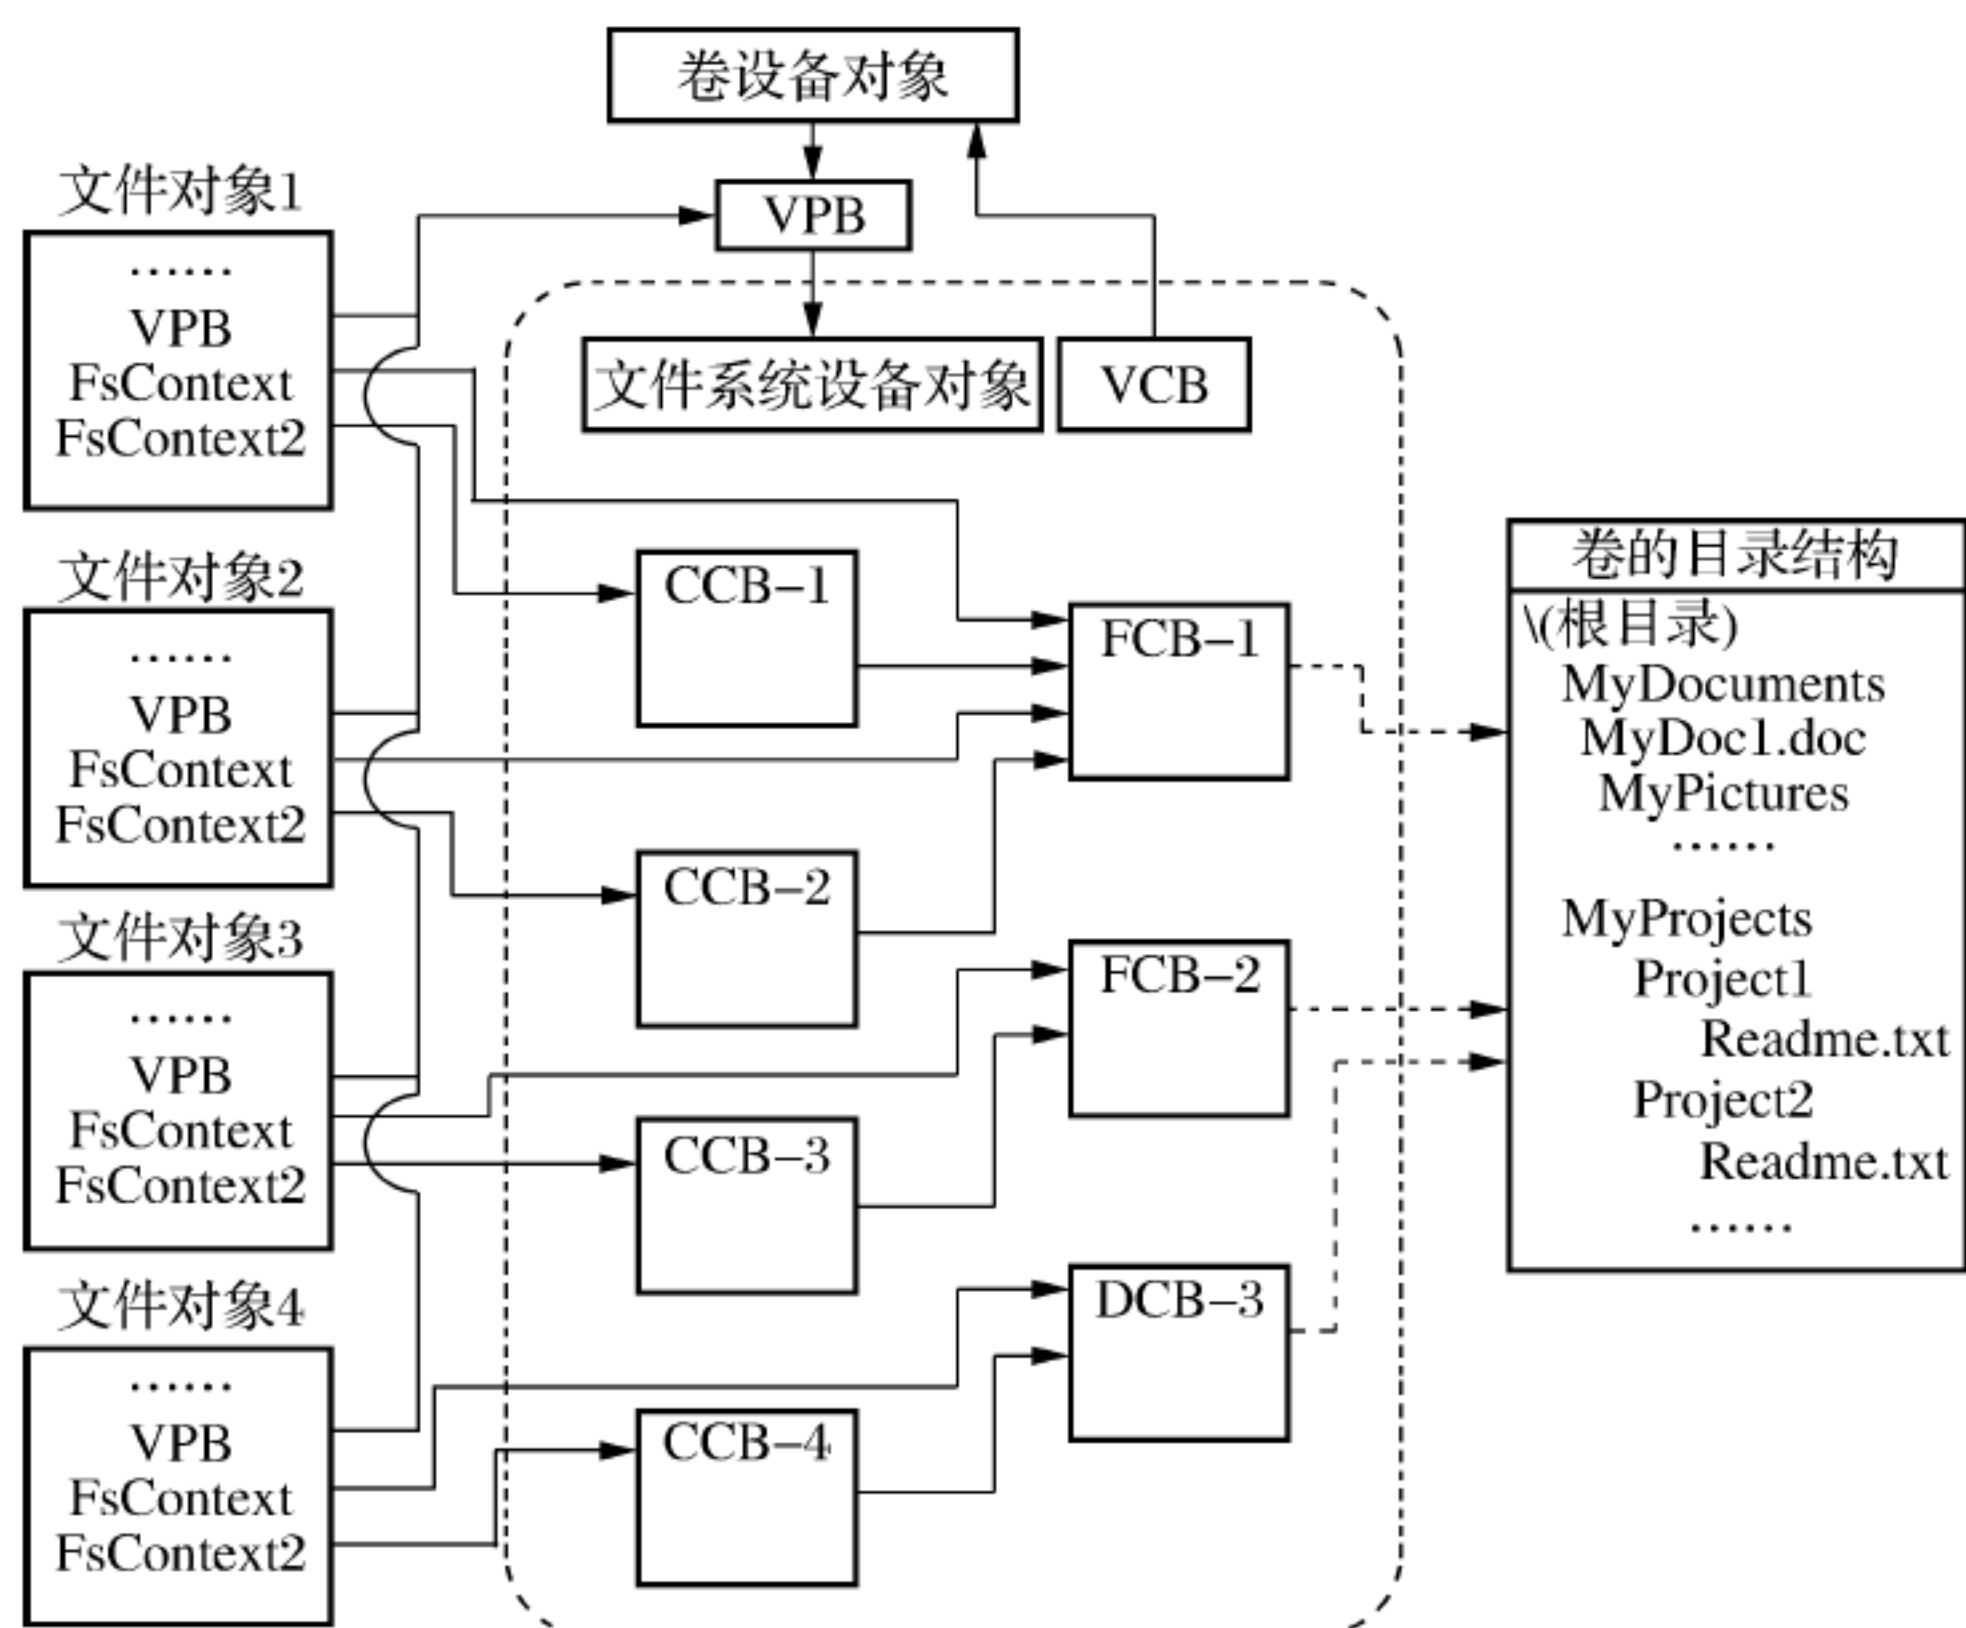 卷设备对象
VPB
文件系统设备对象
VCB
文件对象1
……
VPB
FsContext
FsContext2
文件对象2
……
VPB
FsContext
FsContext2
文件对象3
……
VPB
FsContext
FsContext2
文件对象4
……
VPB
FsContext
FsContext2
CCB–1
CCB–2
CCB–3
CCB–4
FCB–1
FCB–2
DCB–3
卷的目录结构
\(根目录)
MyDocuments
MyDoc1.doc
MyPictures
……
MyProjects
Project1
Readme.txt
Project2
Readme.txt
……